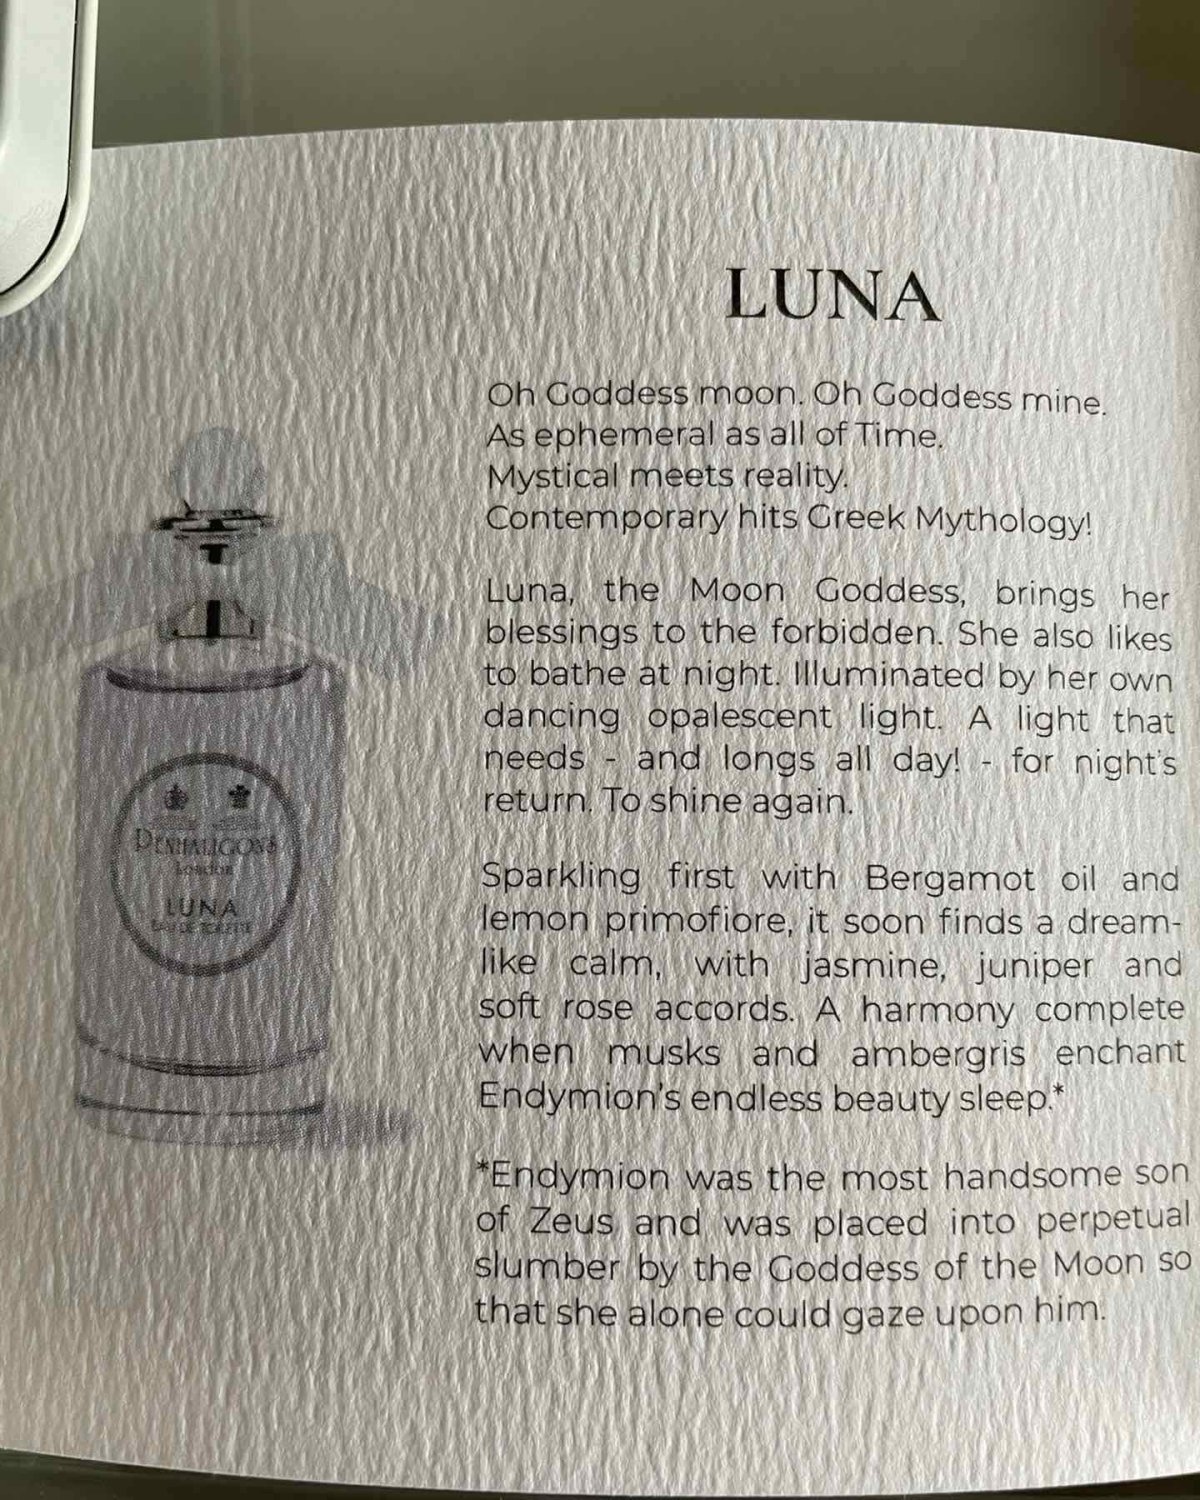 LUNA
Oh Goddess moon. Oh Goddess mine.
As ephemeral as all of Time.
Mystical meets reality.
Contemporary hits Greek Mythology!
Luna, the Moon Goddess, brings her
blessings to the forbidden. She also likes
to bathe at night. Illuminated by her own
dancing opalescent light. A light that
needs - and longs all day! - for night's
return. To shine again.
Sparkling first with Bergamot oil and
lemon primofiore, it soon finds a dream-
like calm, with jasmine, juniper and
soft rose accords. A harmony complete
when musks and ambergris enchant
Endymion's endless beauty sleep.*
*Endymion was the most handsome son
of Zeus and was placed into perpetual
slumber by the Goddess of the Moon so
that she alone could gaze upon him.
PENHALIGON'S
LONDON
LUNA
EAU DE TOILETTE